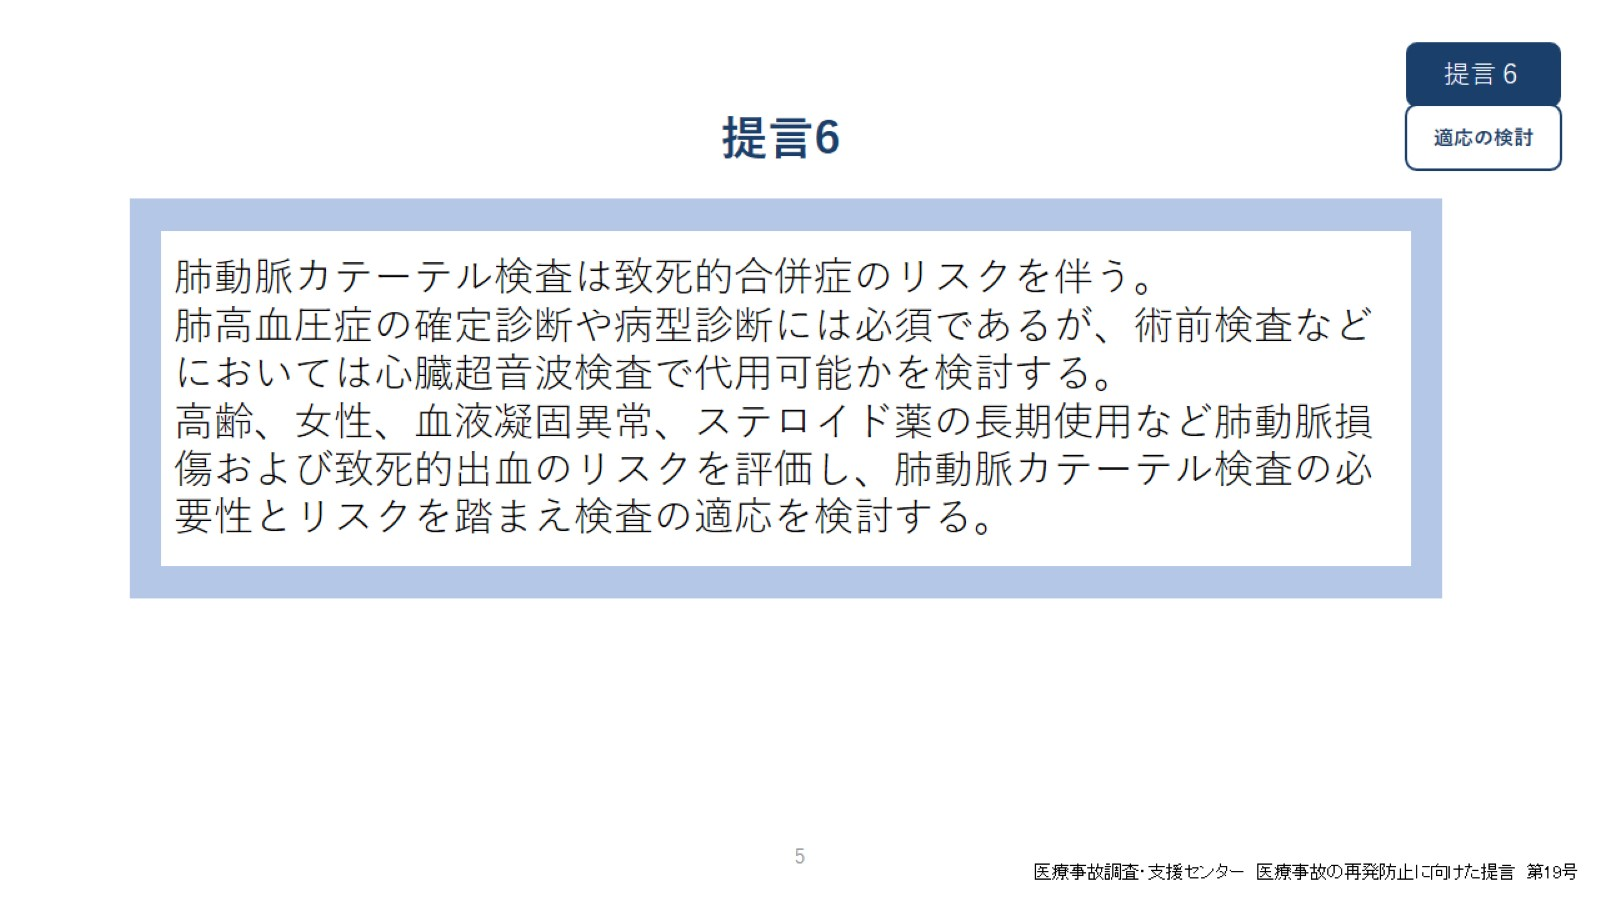 提言６
適応の検討
提言6
肺動脈カテーテル検査は致死的合併症のリスクを伴う。
肺高血圧症の確定診断や病型診断には必須であるが、術前検査など
においては心臓超音波検査で代用可能かを検討する。
高齢、女性、血液凝固異常、ステロイド薬の長期使用など肺動脈損
傷および致死的出血のリスクを評価し、肺動脈カテーテル検査の必
要性とリスクを踏まえ検査の適応を検討する。
5
医療事故調査・支援センター　医療事故の再発防止に向けた提言　第19号